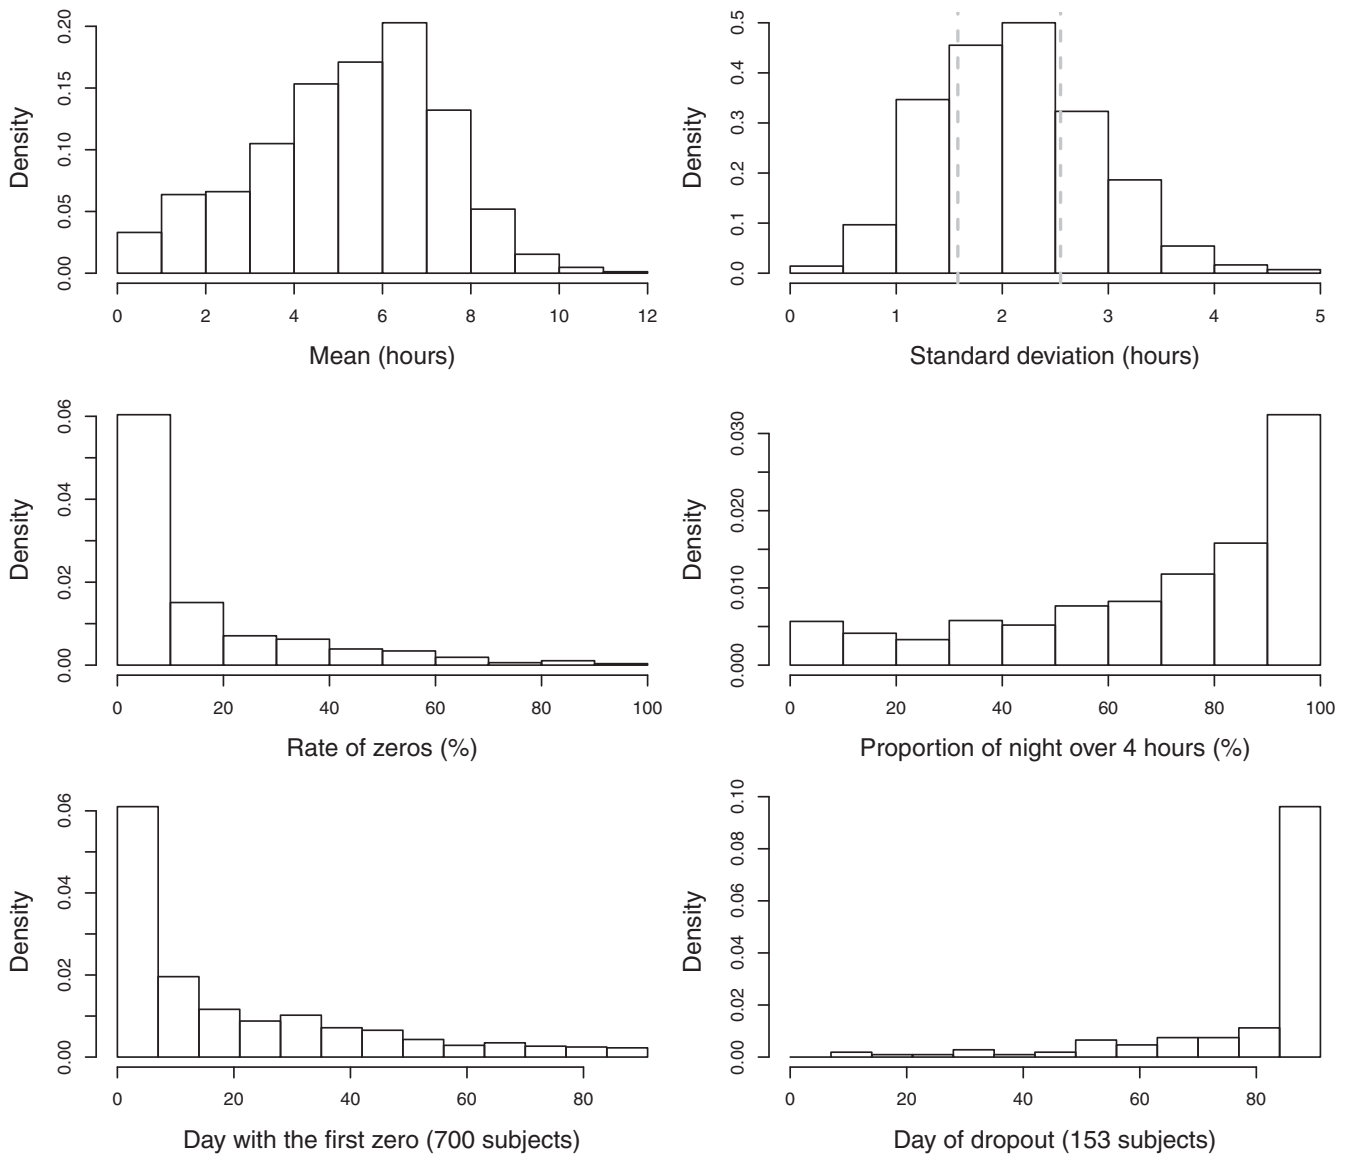 Density
0.00 0.05 0.10 0.15 0.20
0 2 4 6 8 10 12
Mean (hours)
Density
0.0 0.1 0.2 0.3 0.4 0.5
0 1 2 3 4 5
Standard deviation (hours)
Density
0.00 0.02 0.04 0.06
0 20 40 60 80 100
Rate of zeros (%)
Density
0.000 0.010 0.020 0.030
0 20 40 60 80 100
Proportion of night over 4 hours (%)
Density
0.00 0.02 0.04 0.06
0 20 40 60 80
Day with the first zero (700 subjects)
Density
0.00 0.02 0.04 0.06 0.08 0.10
0 20 40 60 80
Day of dropout (153 subjects)